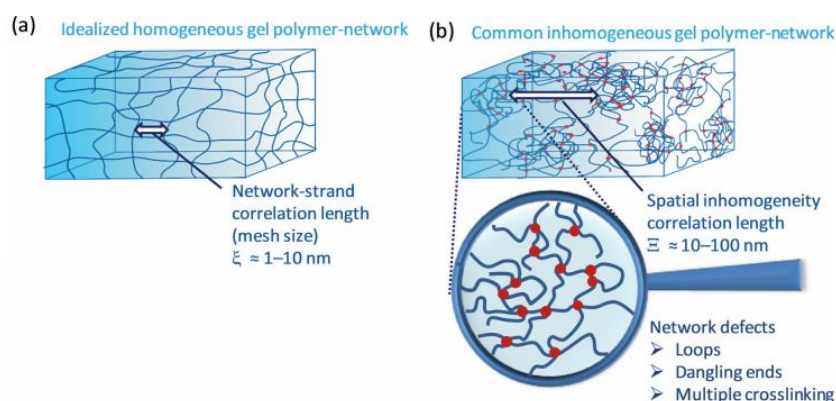 (a) Idealized homogeneous gel polymer-network
Network-strand
correlation length
(mesh size)
ξ ≈ 1–10 nm
(b) Common inhomogeneous gel polymer-network
Spatial inhomogeneity
correlation length
Ξ ≈ 10–100 nm
Network defects
➢ Loops
➢ Dangling ends
➢ Multiple crosslinking